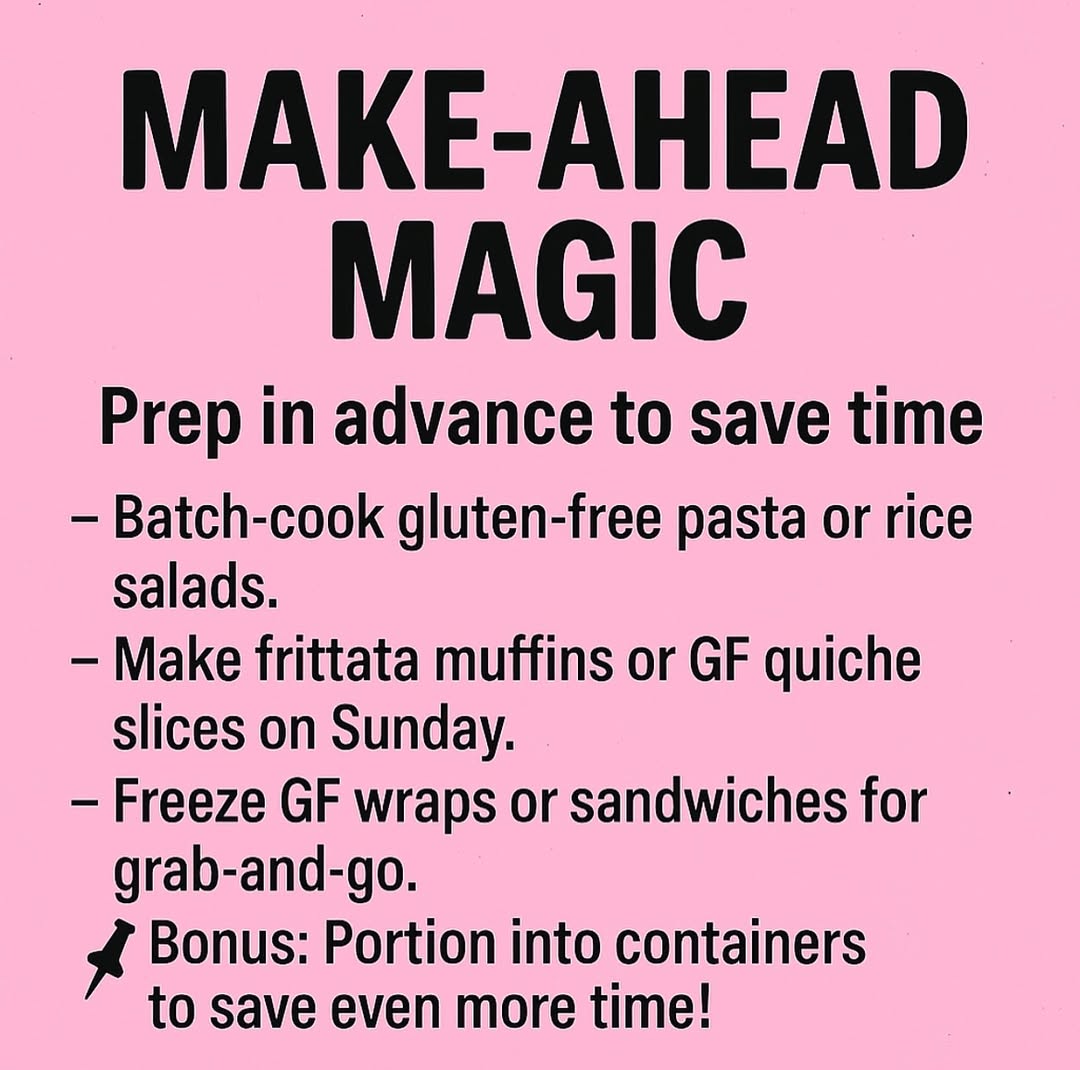 MAKE-AHEAD
MAGIC
Prep in advance to save time
– Batch-cook gluten-free pasta or rice
salads.
– Make frittata muffins or GF quiche
slices on Sunday.
– Freeze GF wraps or sandwiches for
grab-and-go.
Bonus: Portion into containers
to save even more time!